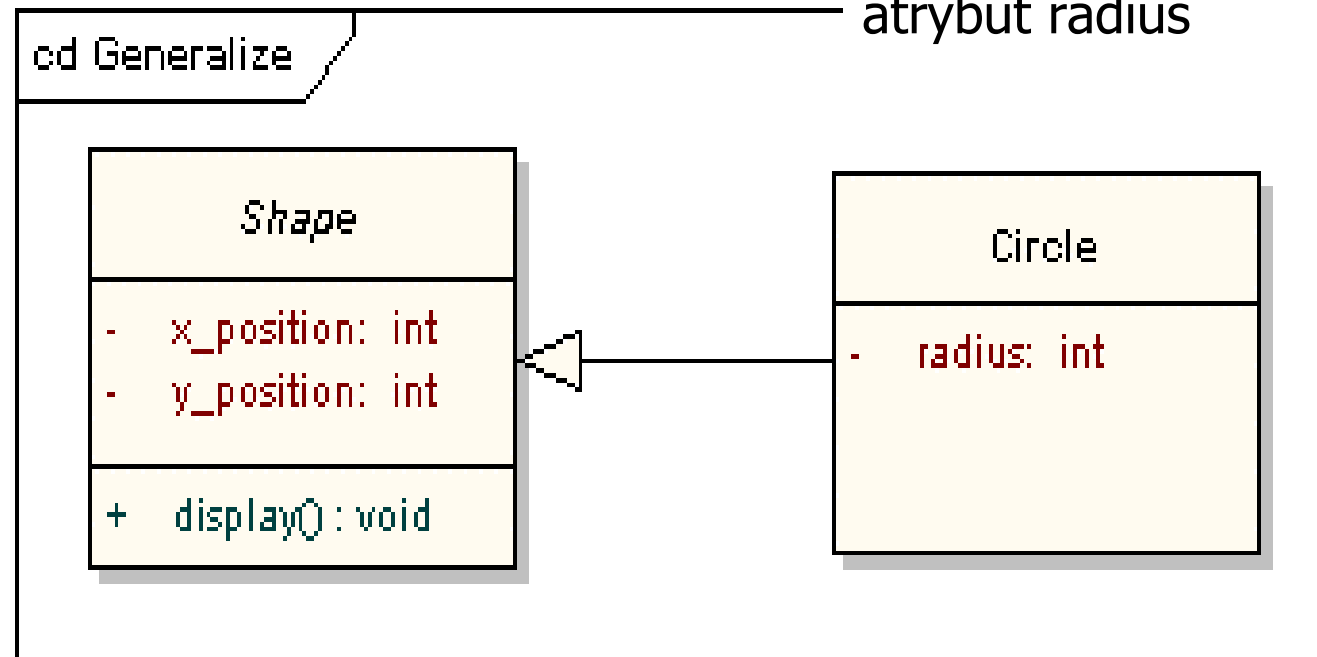 atrybut radius
cd Generalize
Shape
- x_position: int
- y_position: int
+ display() : void
Circle
- radius: int